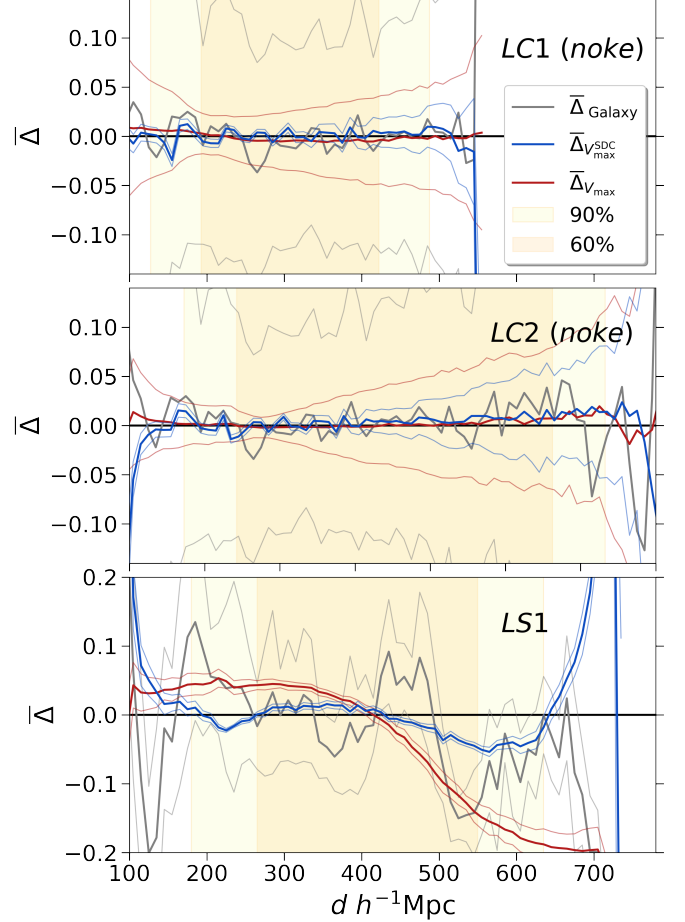 0.10
0.05
0.00
−0.05
−0.10
Δ̅
LC1 (noke)
Δ̅ Galaxy
Δ̅ V_max^SDC
Δ̅ V_max
90%
60%
0.10
0.05
0.00
−0.05
−0.10
Δ̅
LC2 (noke)
0.2
0.1
0.0
−0.1
−0.2
Δ̅
LS1
100 200 300 400 500 600 700
d h⁻¹Mpc